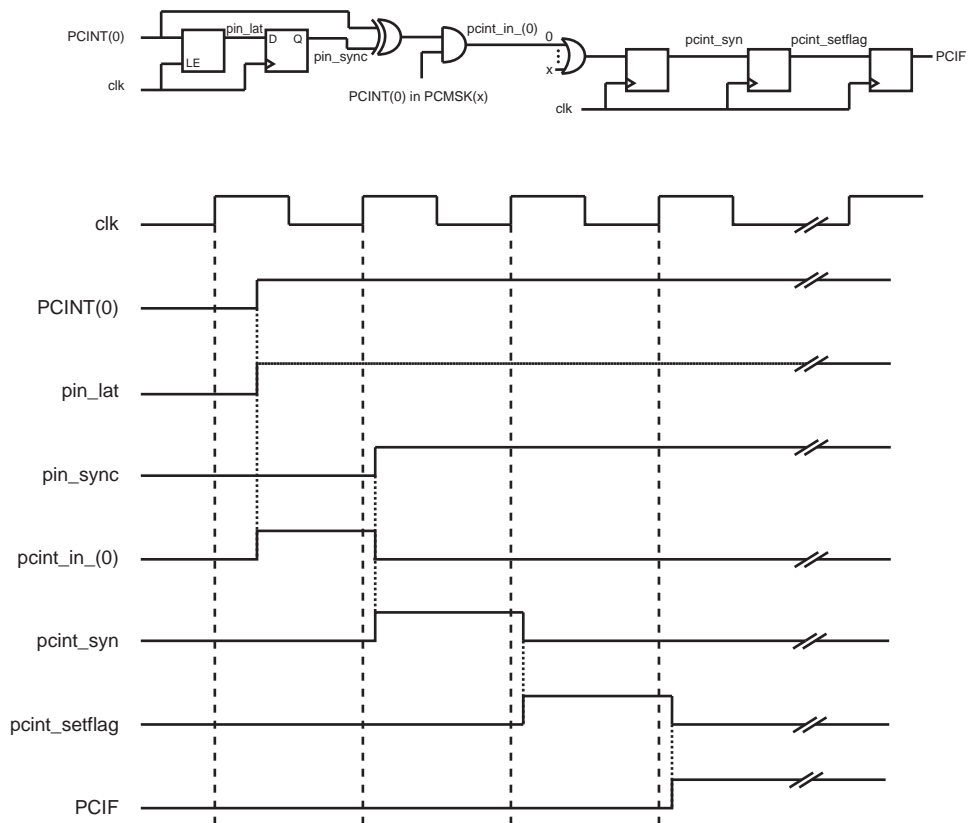 PCINT(0)
pin_lat
D Q
LE
pin_sync
clk
PCINT(0) in PCMSK(x)
pcint_in_(0)
0
x
clk
pcint_syn
pcint_setflag
PCIF
clk
PCINT(0)
pin_lat
pin_sync
pcint_in_(0)
pcint_syn
pcint_setflag
PCIF